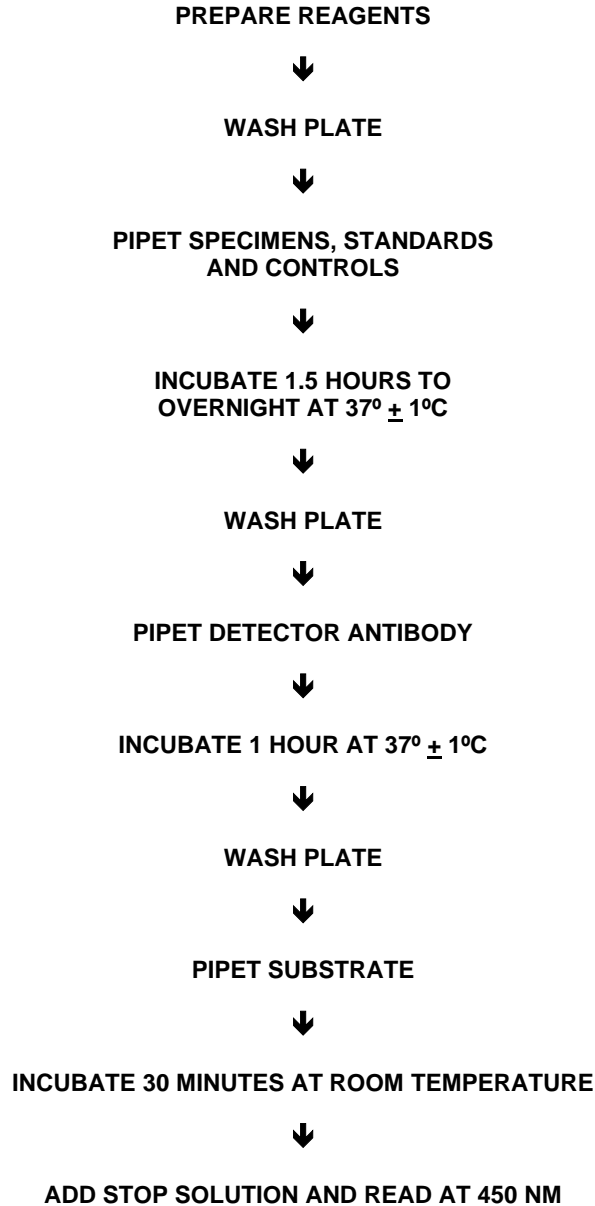 PREPARE REAGENTS
🡻
WASH PLATE
🡻
PIPET SPECIMENS, STANDARDS
AND CONTROLS
🡻
INCUBATE 1.5 HOURS TO
OVERNIGHT AT 37º ± 1ºC
🡻
WASH PLATE
🡻
PIPET DETECTOR ANTIBODY
🡻
INCUBATE 1 HOUR AT 37º ± 1ºC
🡻
WASH PLATE
🡻
PIPET SUBSTRATE
🡻
INCUBATE 30 MINUTES AT ROOM TEMPERATURE
🡻
ADD STOP SOLUTION AND READ AT 450 NM